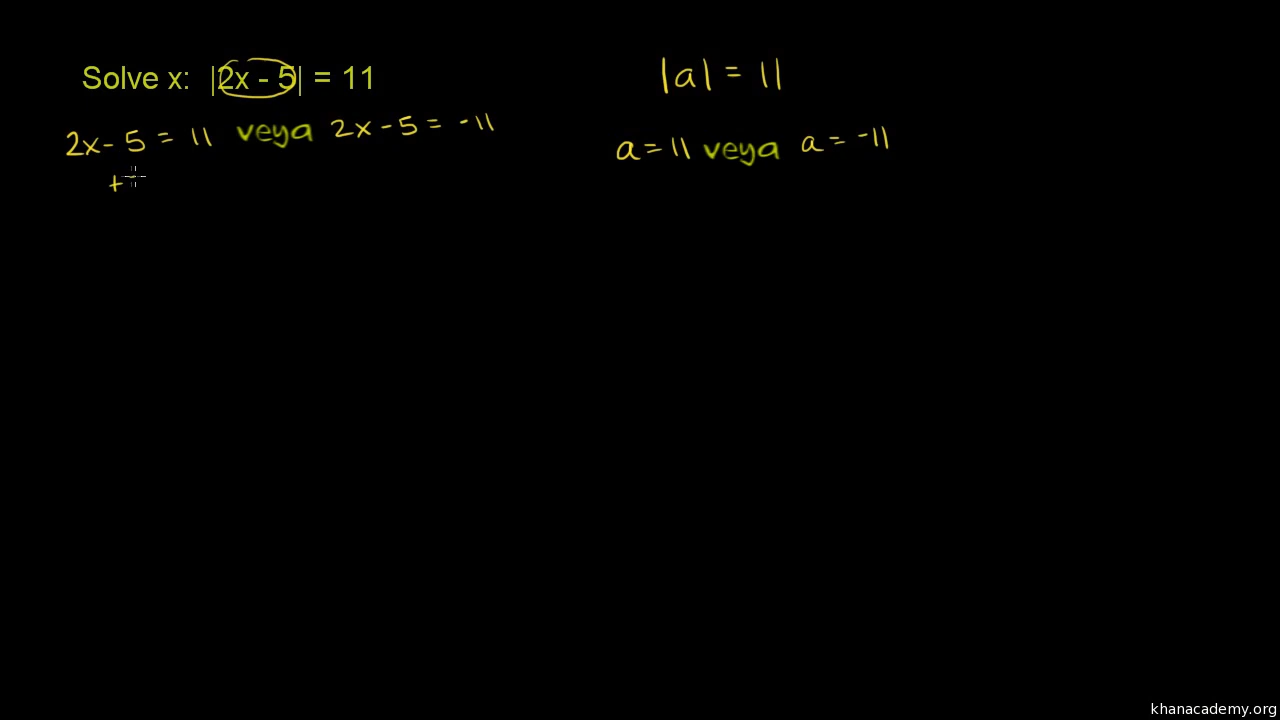 Solve x: |2x - 5| = 11
|a| = 11
2x - 5 = 11 veya 2x - 5 = -11
a = 11 veya a = -11
+
khanacademy.org